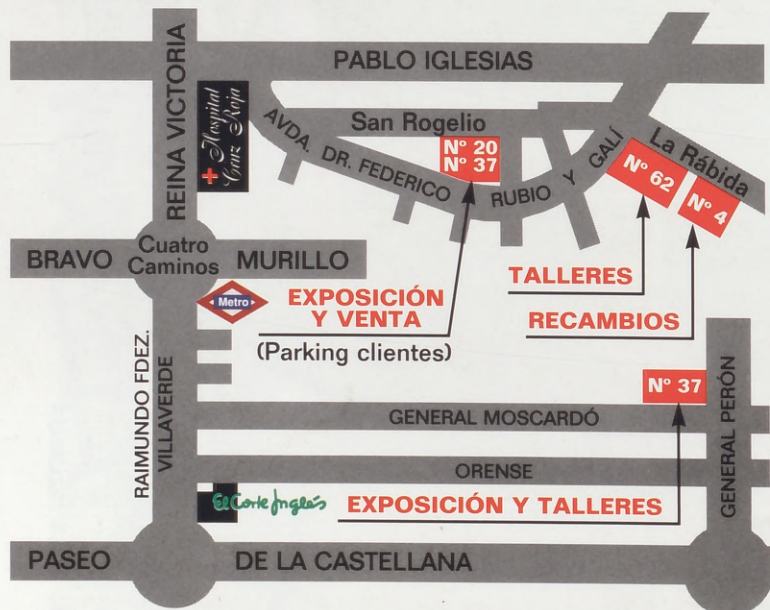 PABLO IGLESIAS
REINA VICTORIA
+ Hospital
Cruz Roja
San Rogelio
AVDA. DR. FEDERICO RUBIO Y GALÍ
Nº 20
Nº 37
La Rábida
Nº 62
Nº 4
BRAVO MURILLO
Cuatro
Caminos
Metro
EXPOSICIÓN
Y VENTA
(Parking clientes)
TALLERES
RECAMBIOS
RAIMUNDO FDEZ.
VILLAVERDE
Nº 37
GENERAL MOSCARDÓ
GENERAL PERÓN
ORENSE
El Corte Inglés
EXPOSICIÓN Y TALLERES
PASEO DE LA CASTELLANA